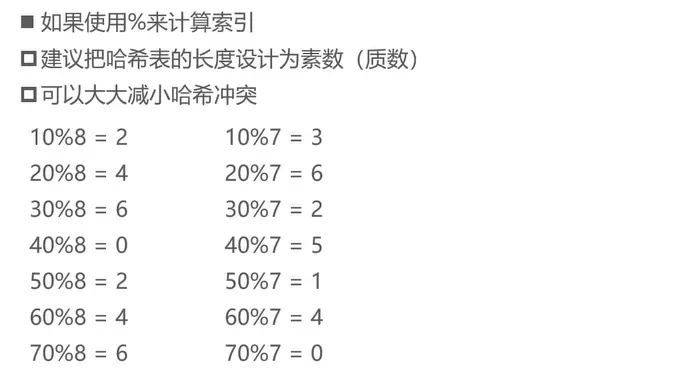 ■ 如果使用%来计算索引
◘ 建议把哈希表的长度设计为素数（质数）
◘ 可以大大减小哈希冲突
10%8 = 2 10%7 = 3
20%8 = 4 20%7 = 6
30%8 = 6 30%7 = 2
40%8 = 0 40%7 = 5
50%8 = 2 50%7 = 1
60%8 = 4 60%7 = 4
70%8 = 6 70%7 = 0